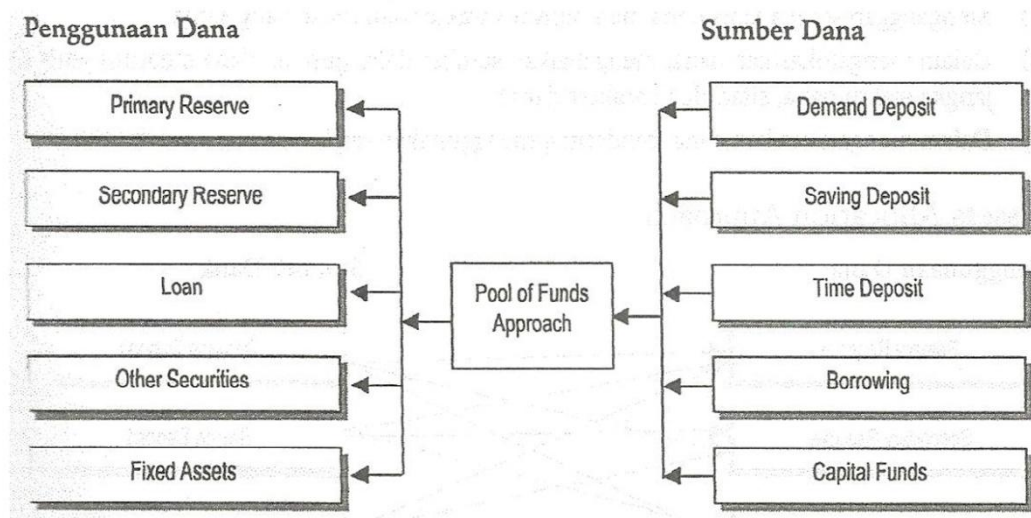 Penggunaan Dana
Sumber Dana
Primary Reserve
Demand Deposit
Secondary Reserve
Saving Deposit
Loan
Pool of Funds
Approach
Time Deposit
Other Securities
Borrowing
Fixed Assets
Capital Funds